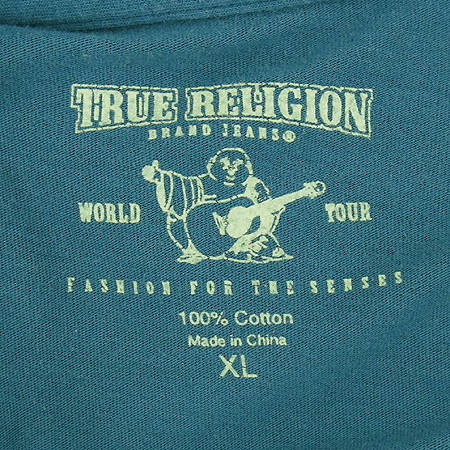 TRUE RELIGION
BRAND JEANS®
WORLD TOUR
FASHION FOR THE SENSES
100% Cotton
Made in China
XL